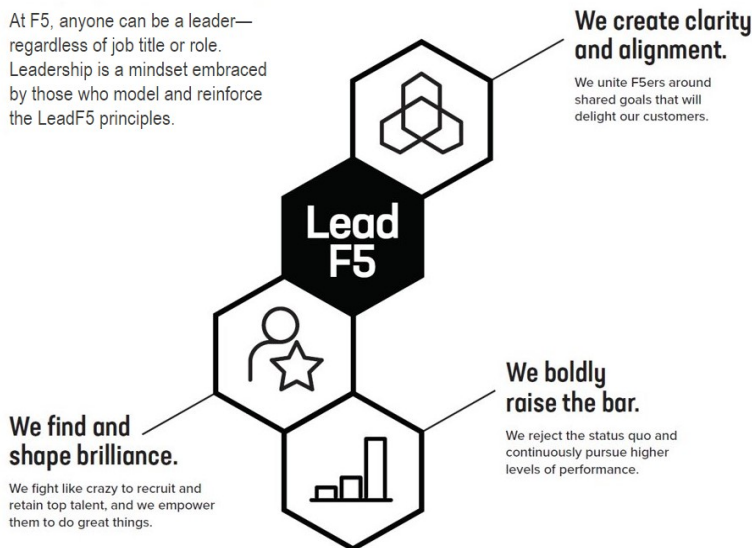 At F5, anyone can be a leader—
regardless of job title or role.
Leadership is a mindset embraced
by those who model and reinforce
the LeadF5 principles.
We create clarity
and alignment.
We unite F5ers around
shared goals that will
delight our customers.
Lead
F5
We find and
shape brilliance.
We fight like crazy to recruit and
retain top talent, and we empower
them to do great things.
We boldly
raise the bar.
We reject the status quo and
continuously pursue higher
levels of performance.